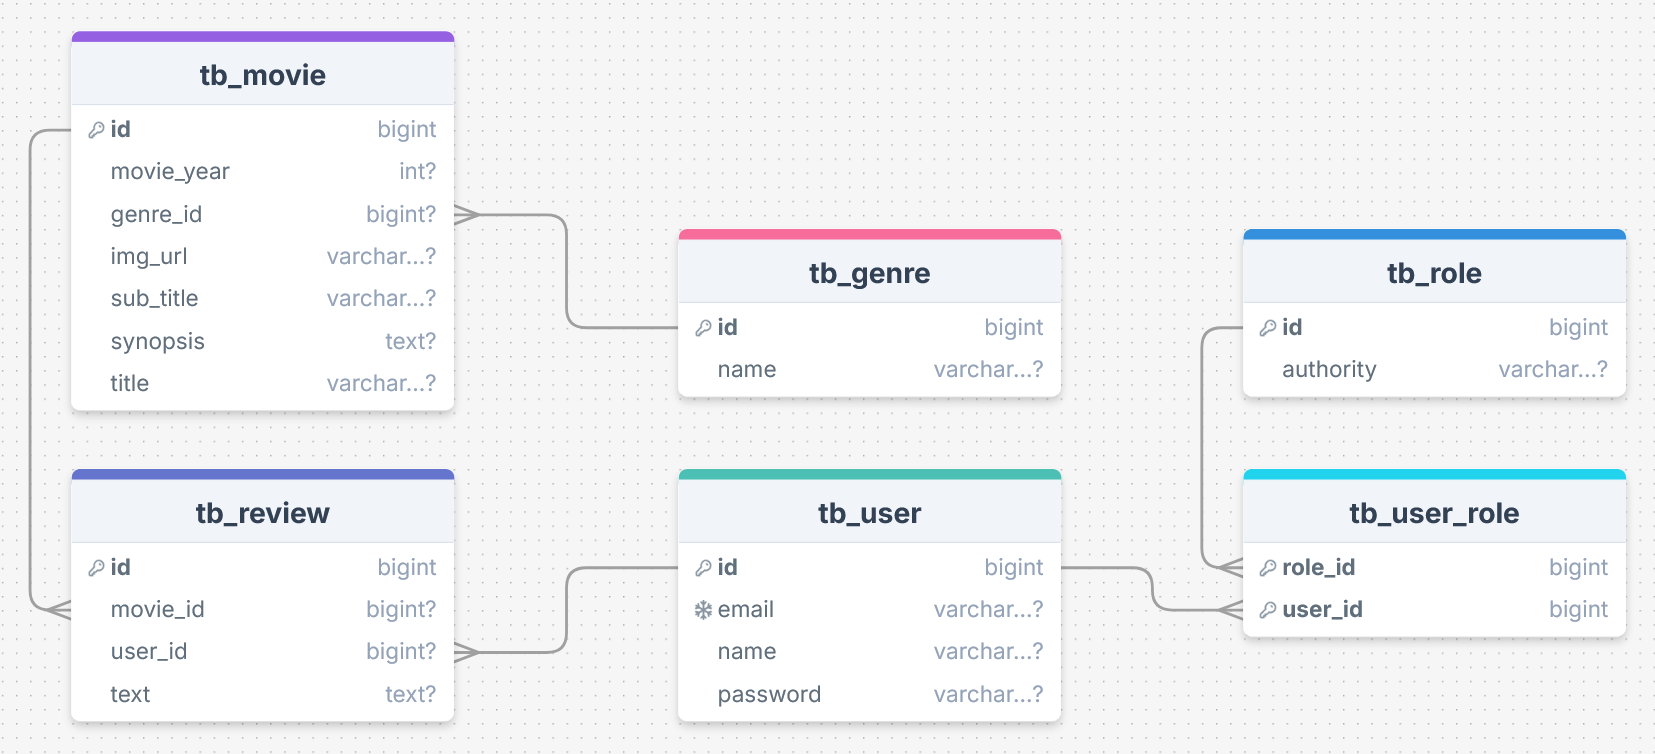 tb_movie
id bigint
movie_year int?
genre_id bigint?
img_url varchar...?
sub_title varchar...?
synopsis text?
title varchar...?
tb_genre
id bigint
name varchar...?
tb_role
id bigint
authority varchar...?
tb_review
id bigint
movie_id bigint?
user_id bigint?
text text?
tb_user
id bigint
email varchar...?
name varchar...?
password varchar...?
tb_user_role
role_id bigint
user_id bigint